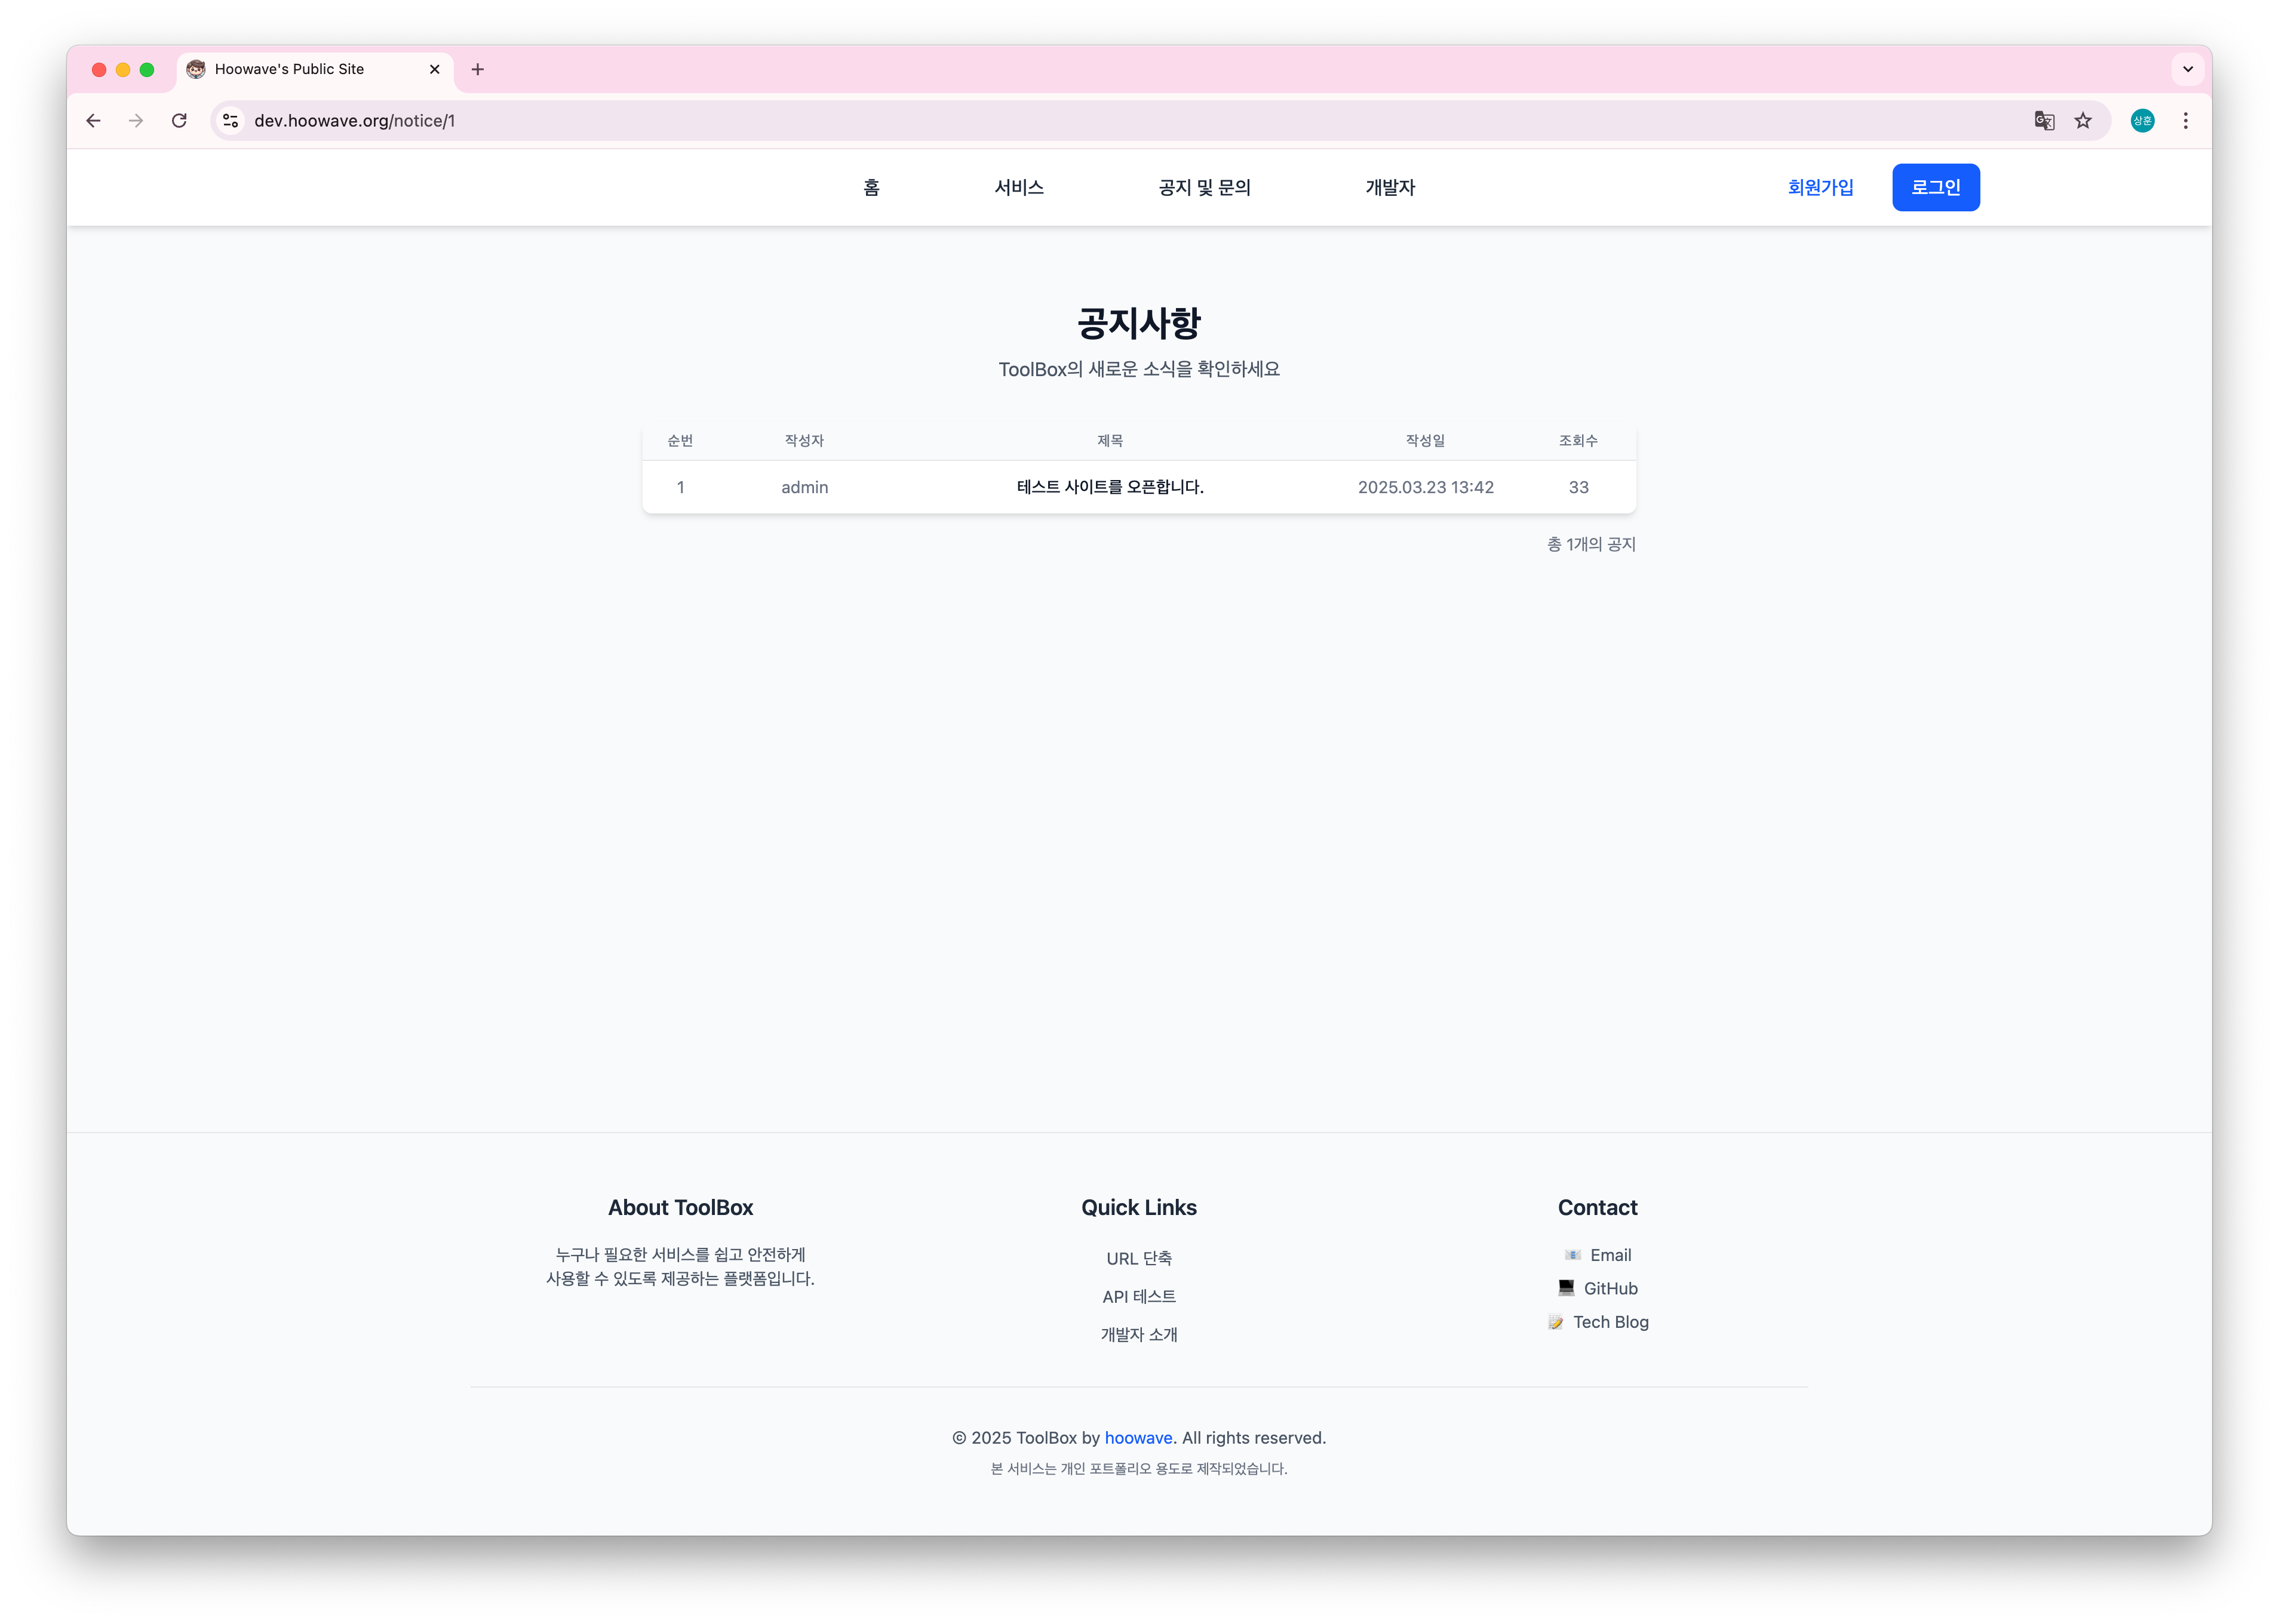 Hoowave's Public Site
dev.hoowave.org/notice/1
상훈
홈 서비스 공지 및 문의 개발자 회원가입 로그인
공지사항
ToolBox의 새로운 소식을 확인하세요
순번 작성자 제목 작성일 조회수
1 admin 테스트 사이트를 오픈합니다. 2025.03.23 13:42 33
총 1개의 공지
About ToolBox
누구나 필요한 서비스를 쉽고 안전하게
사용할 수 있도록 제공하는 플랫폼입니다.
Quick Links
URL 단축
API 테스트
개발자 소개
Contact
Email
GitHub
Tech Blog
© 2025 ToolBox by hoowave. All rights reserved.
본 서비스는 개인 포트폴리오 용도로 제작되었습니다.